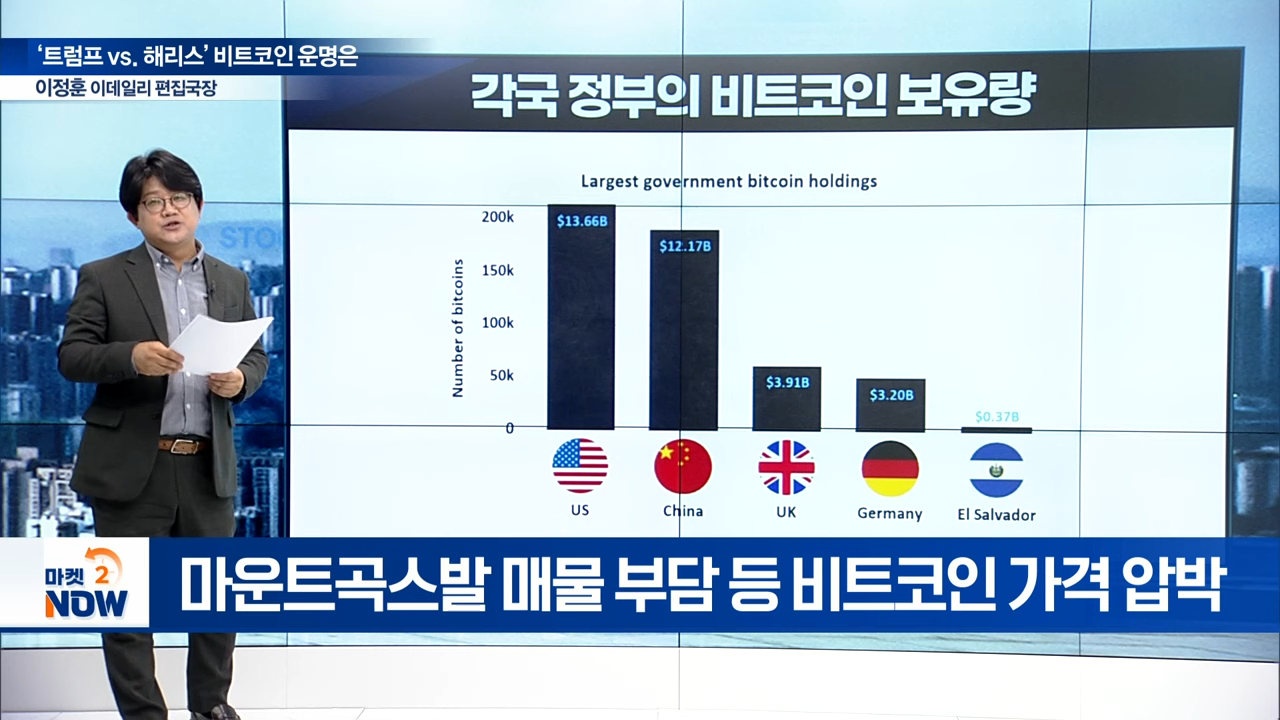 ‘트럼프 vs. 해리스’ 비트코인 운명은
이정훈 이데일리 편집국장
각국 정부의 비트코인 보유량
Largest government bitcoin holdings
Number of bitcoins
200k
150k
100k
50k
0
$13.66B
$12.17B
$3.91B
$3.20B
$0.37B
US
China
UK
Germany
El Salvador
STO
마켓 2
NOW
마운트곡스발 매물 부담 등 비트코인 가격 압박